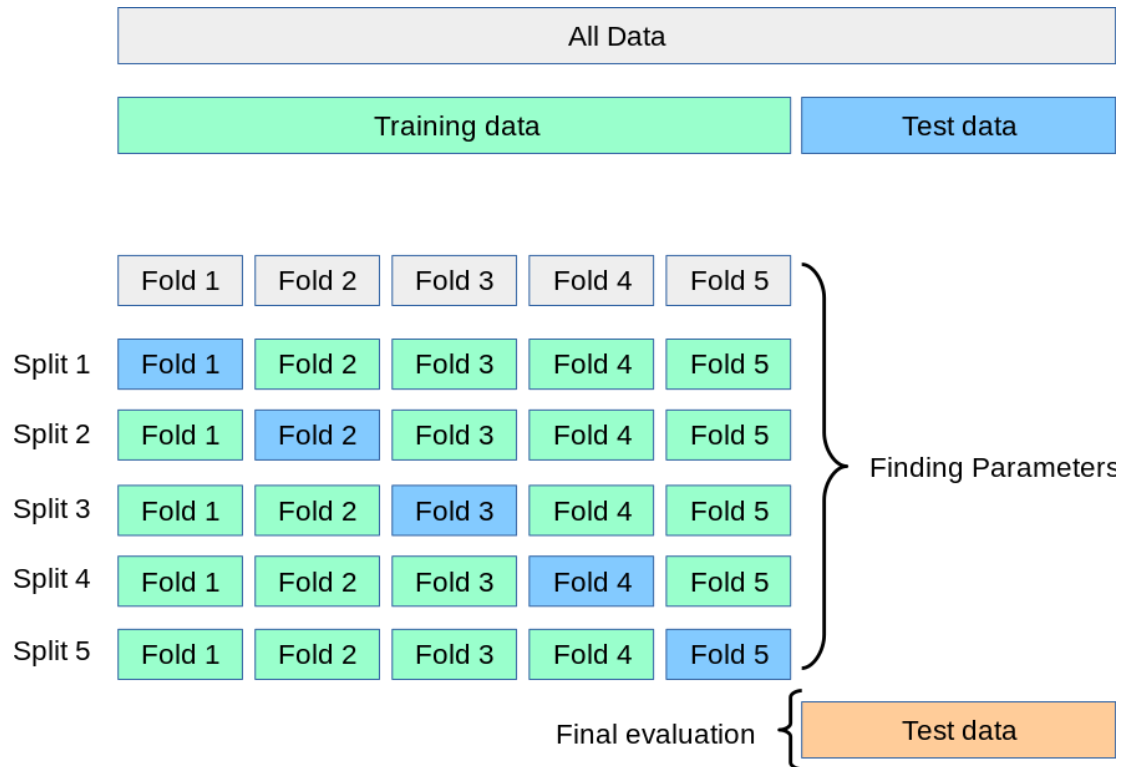 All Data
Training data Test data
Fold 1 Fold 2 Fold 3 Fold 4 Fold 5
Split 1 Fold 1 Fold 2 Fold 3 Fold 4 Fold 5
Split 2 Fold 1 Fold 2 Fold 3 Fold 4 Fold 5
Finding Parameters
Split 3 Fold 1 Fold 2 Fold 3 Fold 4 Fold 5
Split 4 Fold 1 Fold 2 Fold 3 Fold 4 Fold 5
Split 5 Fold 1 Fold 2 Fold 3 Fold 4 Fold 5
Final evaluation Test data